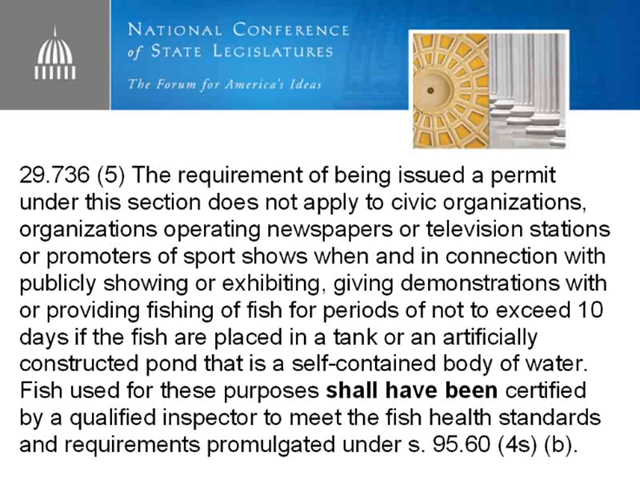 NATIONAL CONFERENCE
of STATE LEGISLATURES
The Forum for America's Ideas
29.736 (5) The requirement of being issued a permit
under this section does not apply to civic organizations,
organizations operating newspapers or television stations
or promoters of sport shows when and in connection with
publicly showing or exhibiting, giving demonstrations with
or providing fishing of fish for periods of not to exceed 10
days if the fish are placed in a tank or an artificially
constructed pond that is a self-contained body of water.
Fish used for these purposes shall have been certified
by a qualified inspector to meet the fish health standards
and requirements promulgated under s. 95.60 (4s) (b).